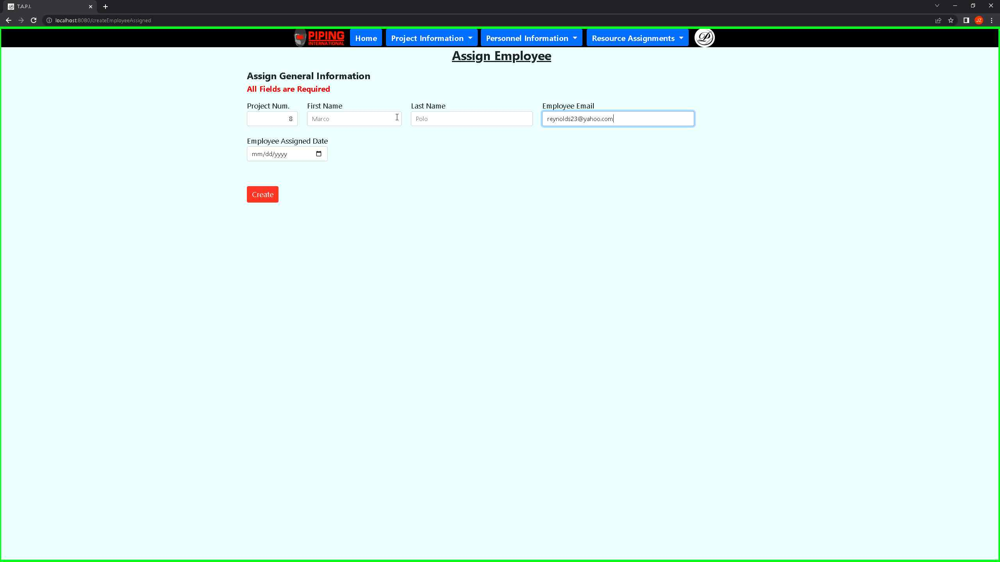 T.A.P.I.
localhost:8080/createEmployeeAssigned
JZ
PIPING
INTERNATIONAL
Home
Project Information
Personnel Information
Resource Assignments
Assign Employee
Assign General Information
All Fields are Required
Project Num. First Name Last Name Employee Email
8 Marco Polo reynolds23@yahoo.com
Employee Assigned Date
mm/dd/yyyy
Create